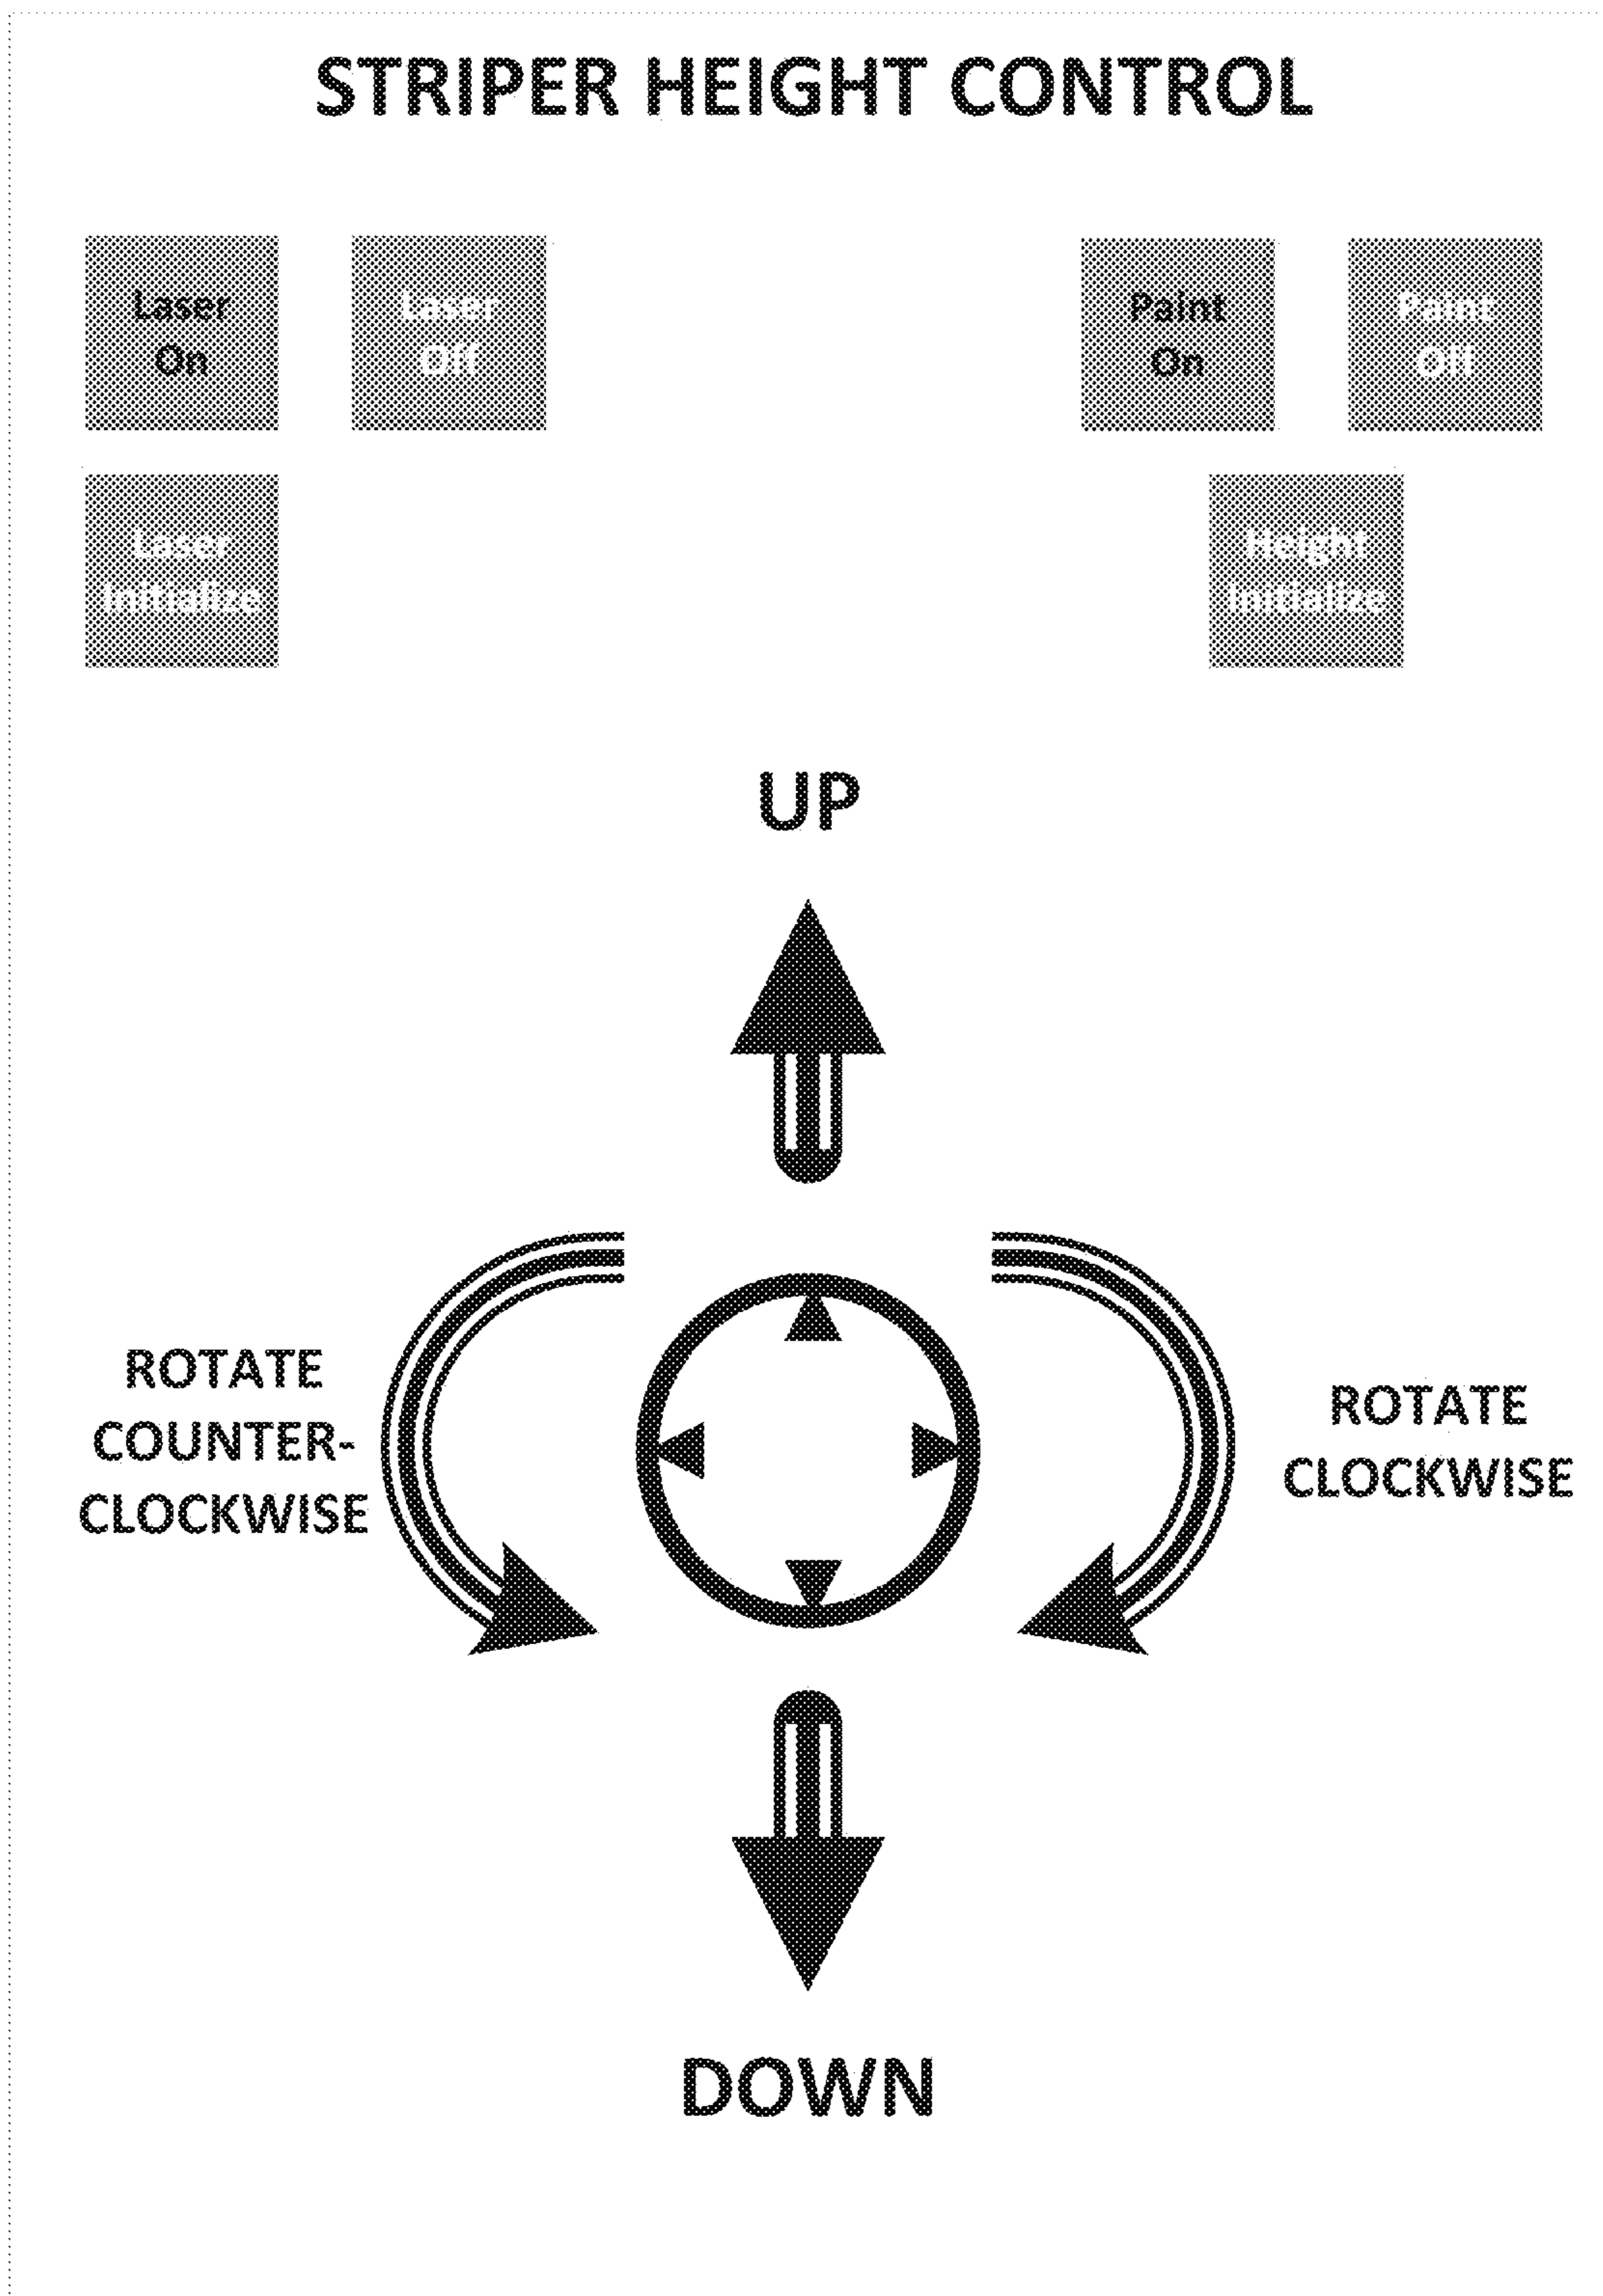 STRIPER HEIGHT CONTROL
Laser
On
Laser
Off
Paint
On
Paint
Off
Laser
Initialize
Height
Initialize
UP
ROTATE
COUNTER-
CLOCKWISE
ROTATE
CLOCKWISE
DOWN